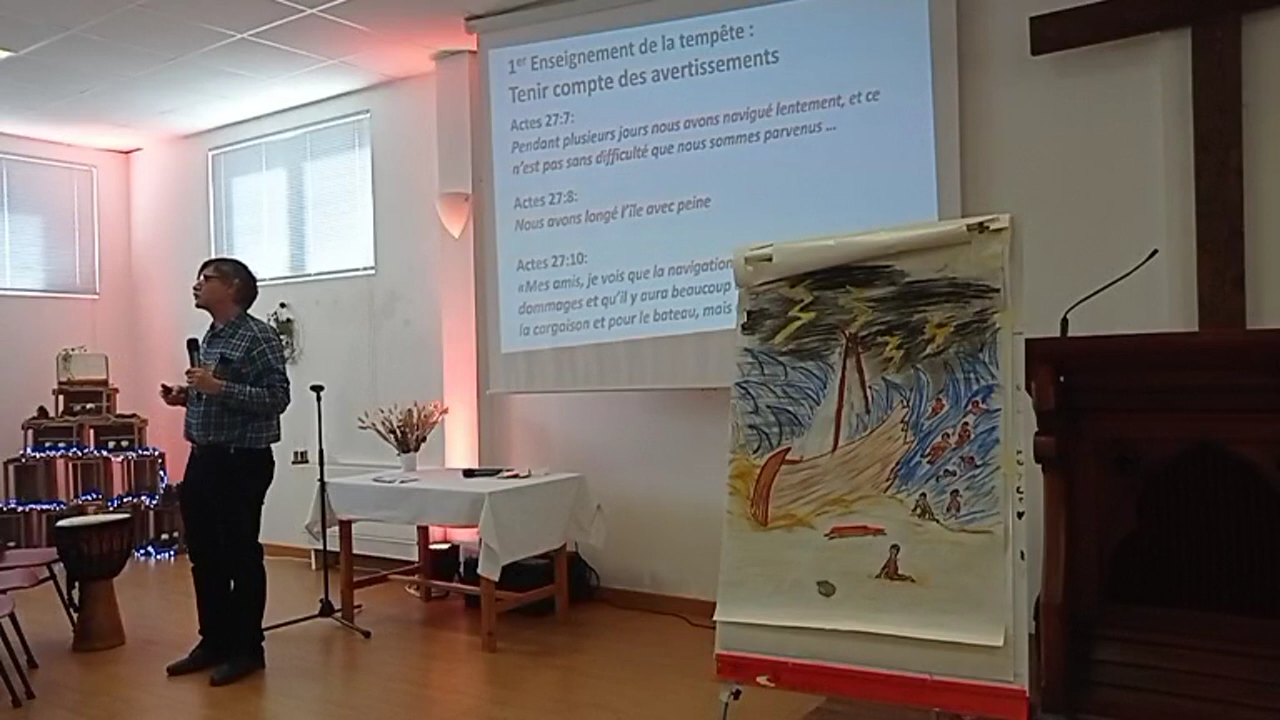 1er Enseignement de la tempête :
Tenir compte des avertissements
Actes 27:7:
Pendant plusieurs jours nous avons navigué lentement, et ce
n'est pas sans difficulté que nous sommes parvenus ...
Actes 27:8:
Nous avons longé l'île avec peine
Actes 27:10:
«Mes amis, je vois que la navigation
dommages et qu'il y aura beaucoup
la cargaison et pour le bateau, mais